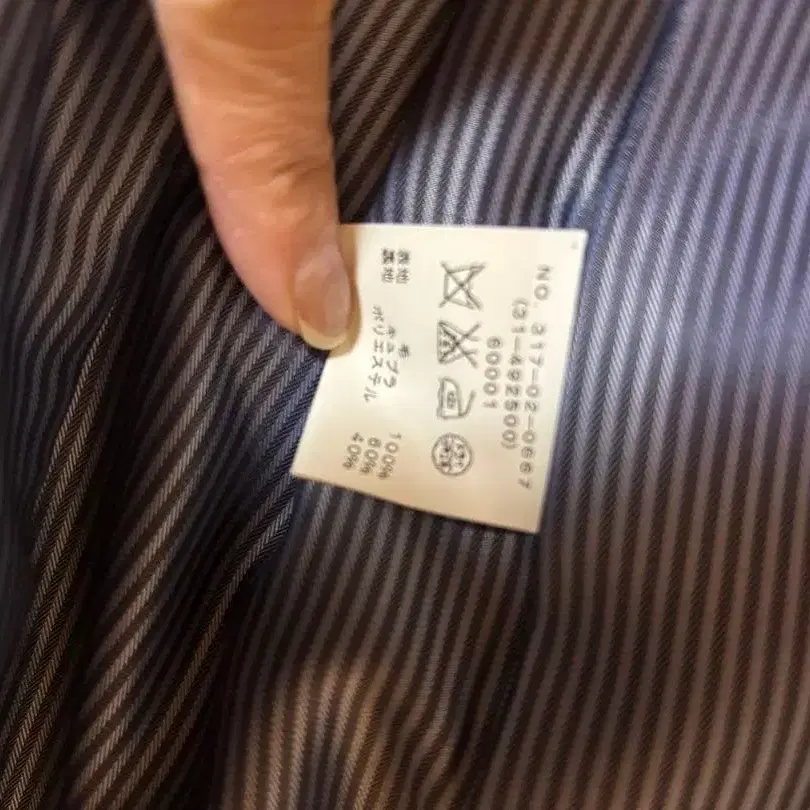 NO. 317-02-0667
(31-492500)
60001
表地 毛 100%
裏地 キュプラ 60%
ポリエステル 40%